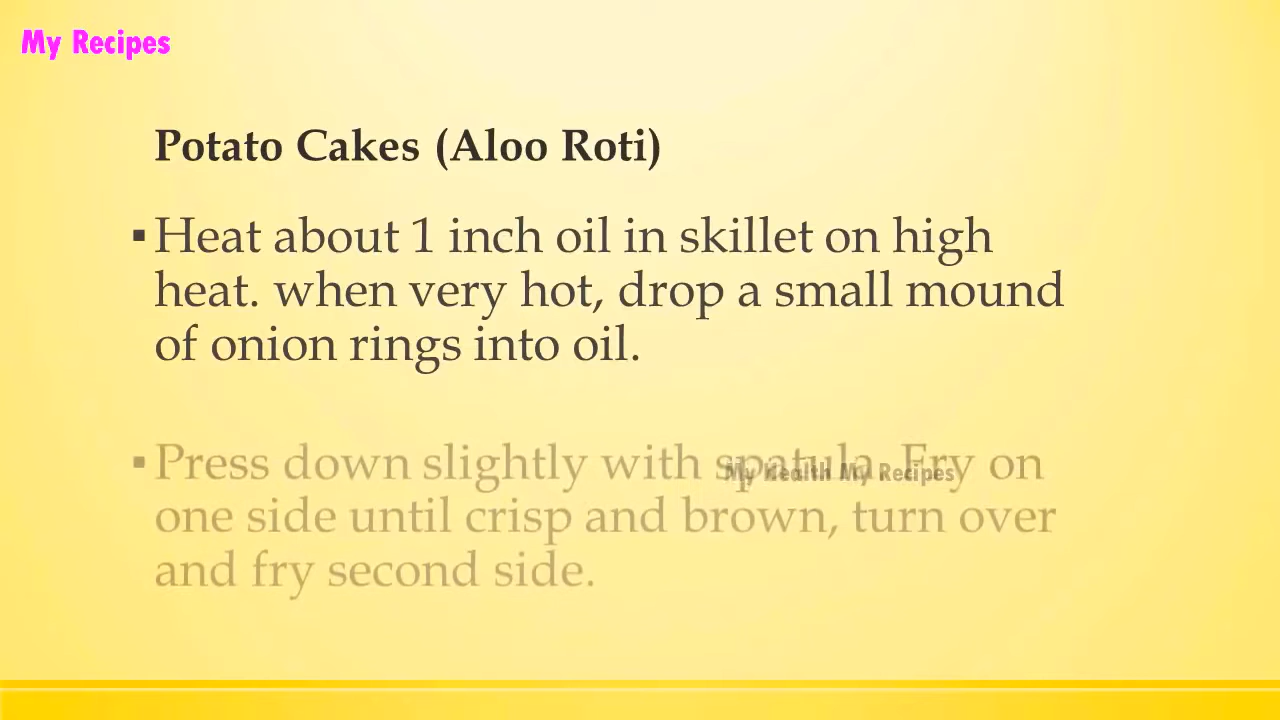 My Recipes
Potato Cakes (Aloo Roti)
▪ Heat about 1 inch oil in skillet on high
heat. when very hot, drop a small mound
of onion rings into oil.
▪ Press down slightly with spatula. Fry on
My Health My Recipes
one side until crisp and brown, turn over
and fry second side.